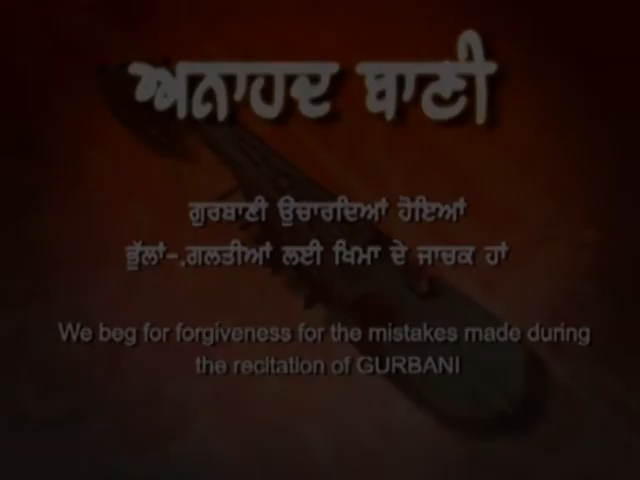 ਅਨਾਹਦ ਬਾਣੀ
ਗੁਰਬਾਣੀ ਉਚਾਰਦਿਆਂ ਹੋਇਆਂ
ਭੁੱਲਾਂ-.ਗਲਤੀਆਂ ਲਈ ਖਿਮਾ ਦੇ ਜਾਚਕ ਹਾਂ
We beg for forgiveness for the mistakes made during
the recitation of GURBANI